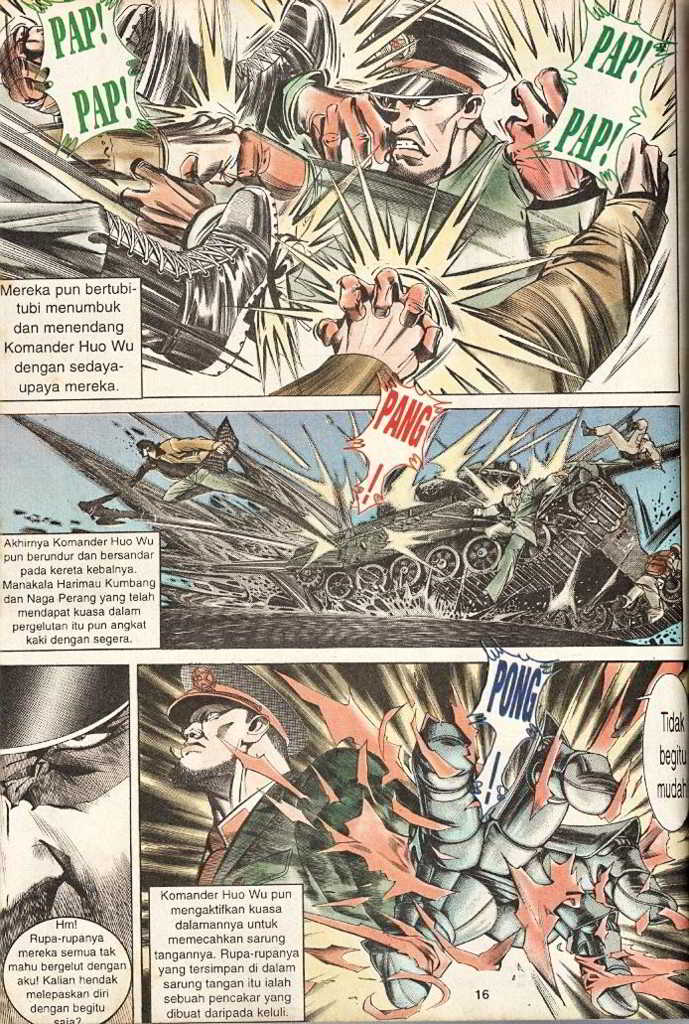 PAP!
PAP!
PAP!
PAP!
Mereka pun bertubi-
tubi menumbuk
dan menendang
Komander Huo Wu
dengan sedaya-
upaya mereka.
PANG
!
Akhirnya Komander Huo Wu
pun berundur dan bersandar
pada kereta kebalnya.
Manakala Harimau Kumbang
dan Naga Perang yang telah
mendapat kuasa dalam
pergelutan itu pun angkat
kaki dengan segera.
Hm!
Rupa-rupanya
mereka semua tak
mahu bergelut dengan
aku! Kalian hendak
melepaskan diri
dengan begitu
saja?
PONG
!
Tidak
begitu
mudah
Komander Huo Wu pun
mengaktifkan kuasa
dalamannya untuk
memecahkan sarung
tangannya. Rupa-rupanya
yang tersimpan di dalam
sarung tangan itu ialah
sebuah pencakar yang
dibuat daripada keluli.
16